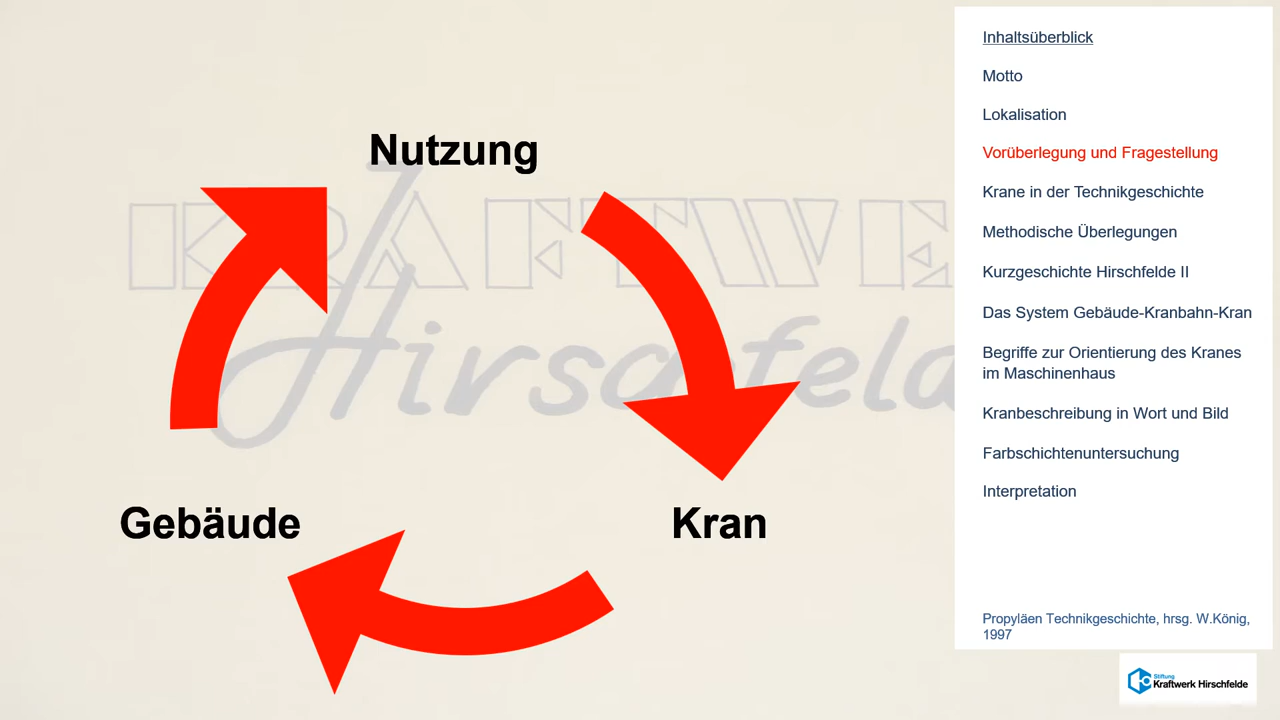 Nutzung
KRAFTWE
Hirschfeld
Gebäude
Kran
Inhaltsüberblick
Motto
Lokalisation
Vorüberlegung und Fragestellung
Krane in der Technikgeschichte
Methodische Überlegungen
Kurzgeschichte Hirschfelde II
Das System Gebäude-Kranbahn-Kran
Begriffe zur Orientierung des Kranes
im Maschinenhaus
Kranbeschreibung in Wort und Bild
Farbschichtenuntersuchung
Interpretation
Propyläen Technikgeschichte, hrsg. W.König,
1997
Stiftung
Kraftwerk Hirschfelde